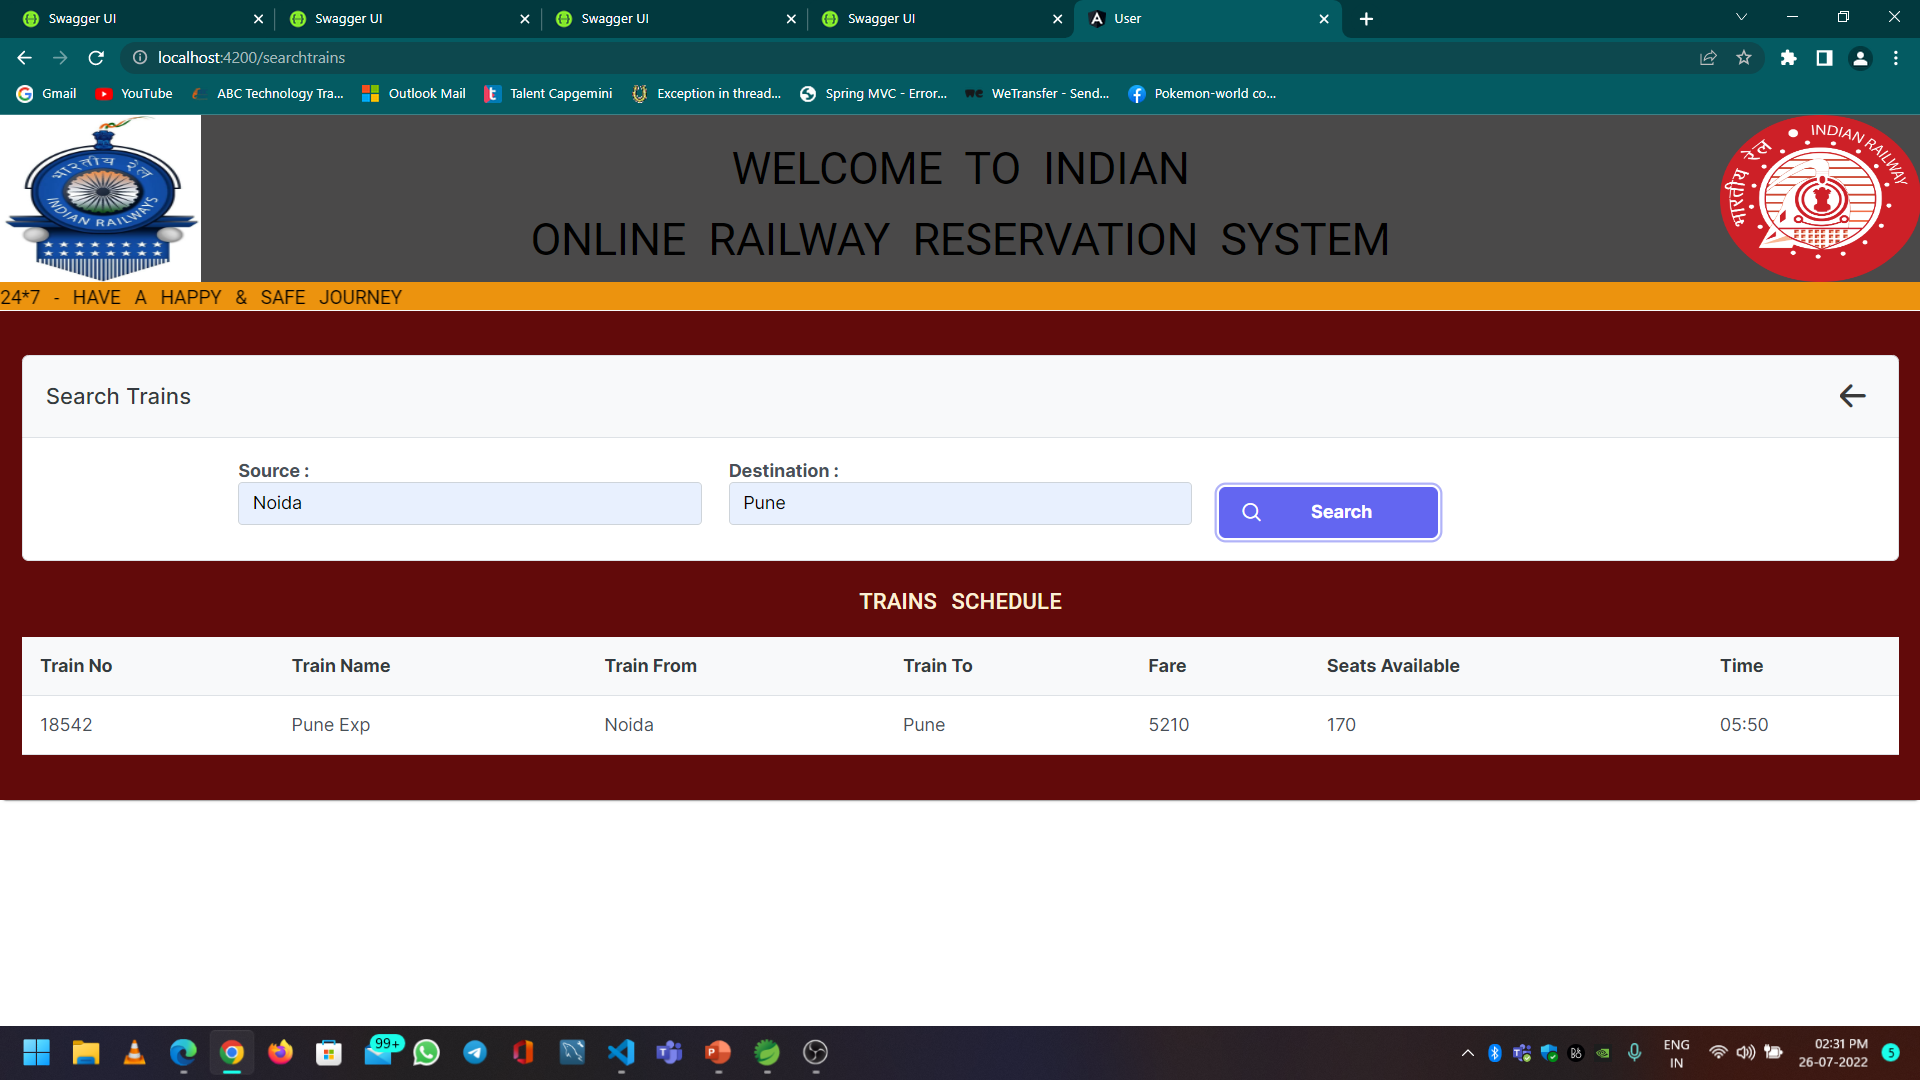 Swagger UI
Swagger UI
Swagger UI
Swagger UI
User
localhost:4200/searchtrains
Gmail
YouTube
ABC Technology Tra...
Outlook Mail
Talent Capgemini
Exception in thread...
Spring MVC - Error...
WeTransfer - Send...
Pokemon-world co...
भारतीय रेल
INDIAN RAILWAYS
WELCOME TO INDIAN
ONLINE RAILWAY RESERVATION SYSTEM
भारतीय रेल
INDIAN RAILWAY
24*7 - HAVE A HAPPY & SAFE JOURNEY
Search Trains
Source :
Destination :
Noida
Pune
Search
TRAINS SCHEDULE
Train No Train Name Train From Train To Fare Seats Available Time
18542 Pune Exp Noida Pune 5210 170 05:50
99+
ENG
IN
02:31 PM
26-07-2022
5